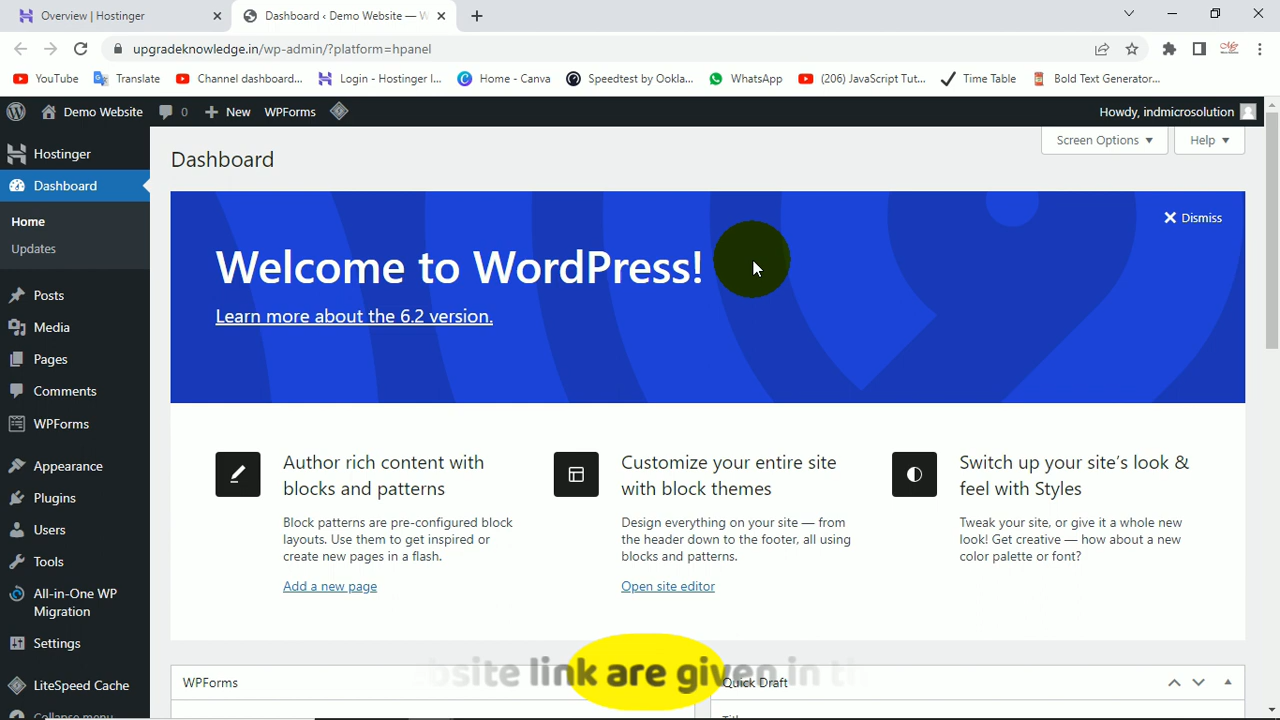 Overview | Hostinger
Dashboard ‹ Demo Website — W
upgradeknowledge.in/wp-admin/?platform=hpanel
YouTube
Translate
Channel dashboard...
Login - Hostinger I...
Home - Canva
Speedtest by Ookla...
WhatsApp
(206) JavaScript Tut...
Time Table
Bold Text Generator...
Demo Website
0
New
WPForms
Howdy, indmicrosolution
Hostinger
Dashboard
Home
Updates
Posts
Media
Pages
Comments
WPForms
Appearance
Plugins
Users
Tools
All-in-One WP
Migration
Settings
LiteSpeed Cache
Collapse menu
Dashboard
Screen Options
Help
Dismiss
Welcome to WordPress!
Learn more about the 6.2 version.
Author rich content with
blocks and patterns
Block patterns are pre-configured block
layouts. Use them to get inspired or
create new pages in a flash.
Add a new page
Customize your entire site
with block themes
Design everything on your site — from
the header down to the footer, all using
blocks and patterns.
Open site editor
Switch up your site's look &
feel with Styles
Tweak your site, or give it a whole new
look! Get creative — how about a new
color palette or font?
WPForms
Quick Draft
link are given in